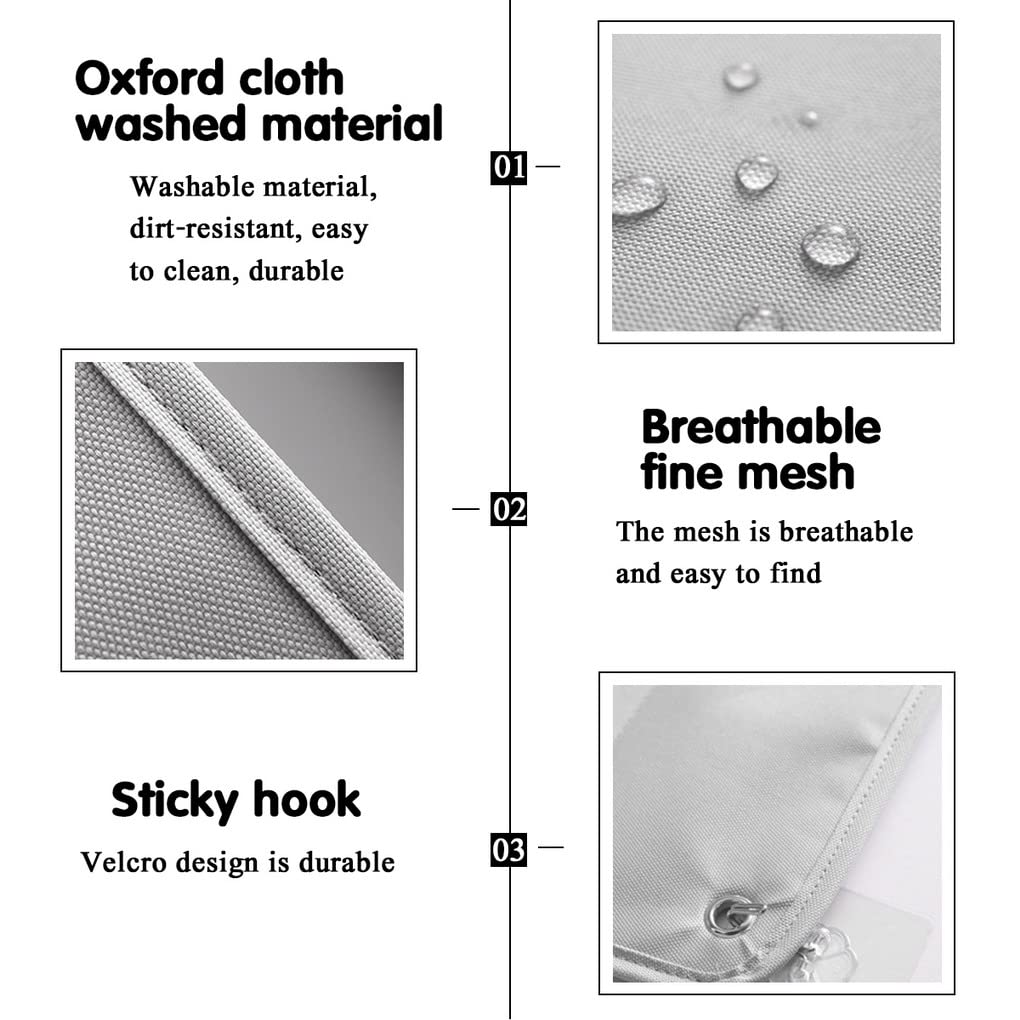 Oxford cloth
washed material
Washable material,
dirt-resistant, easy
to clean, durable
01
Breathable
fine mesh
The mesh is breathable
and easy to find
02
Sticky hook
Velcro design is durable
03